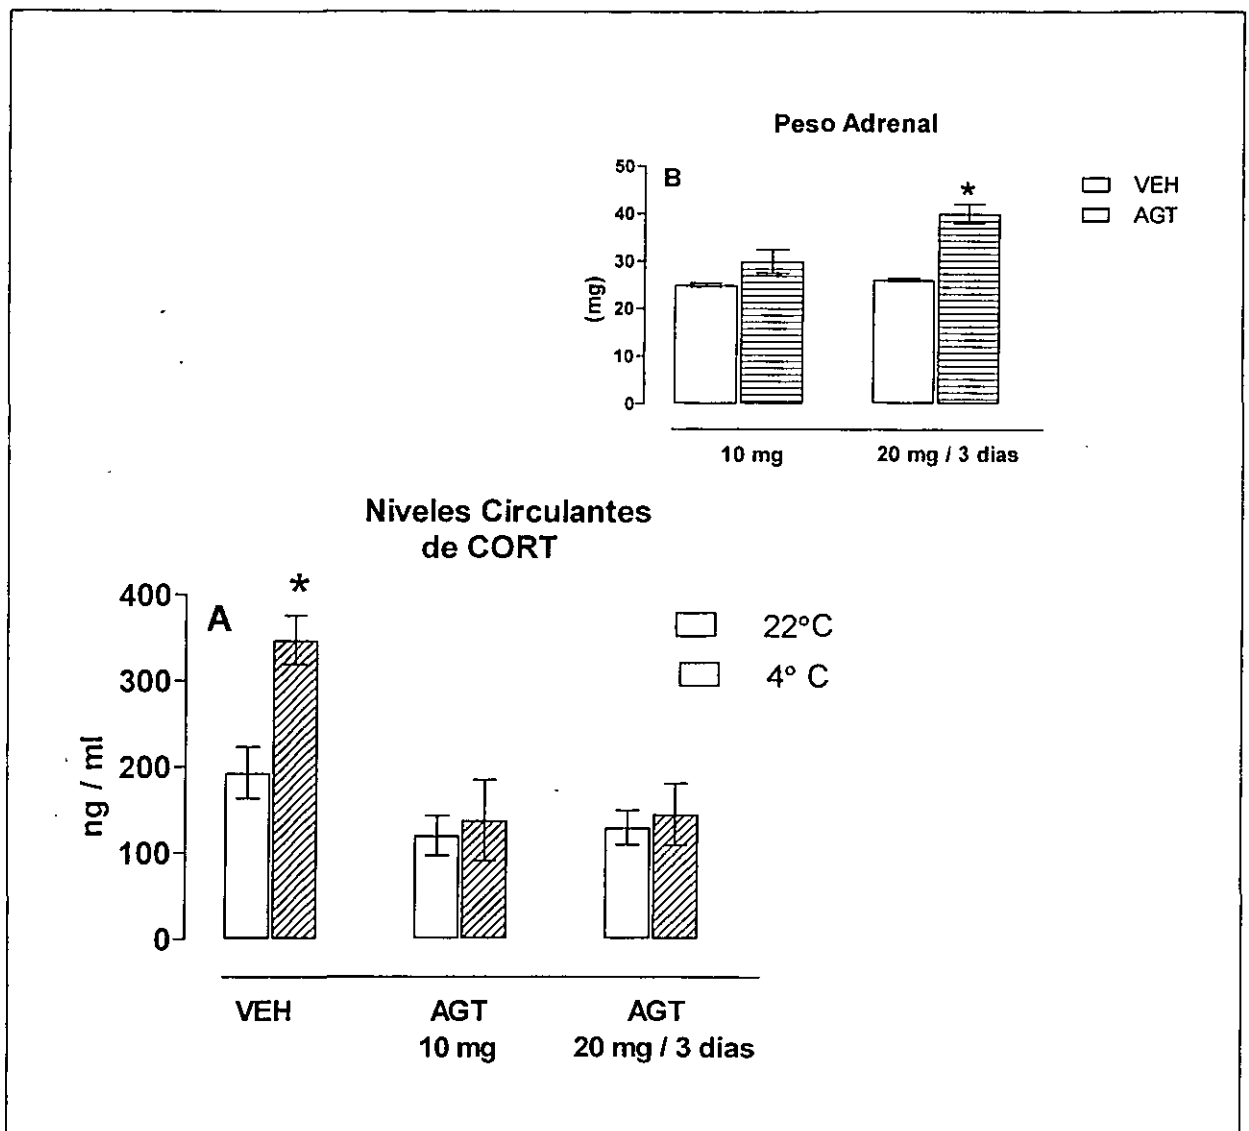 Peso Adrenal
50
40
30
20
10
0
(mg)
B
*
VEH
AGT
10 mg
20 mg / 3 dias
Niveles Circulantes
de CORT
400
300
200
100
0
ng / ml
A
*
22°C
4° C
VEH
AGT
AGT
10 mg
20 mg / 3 días